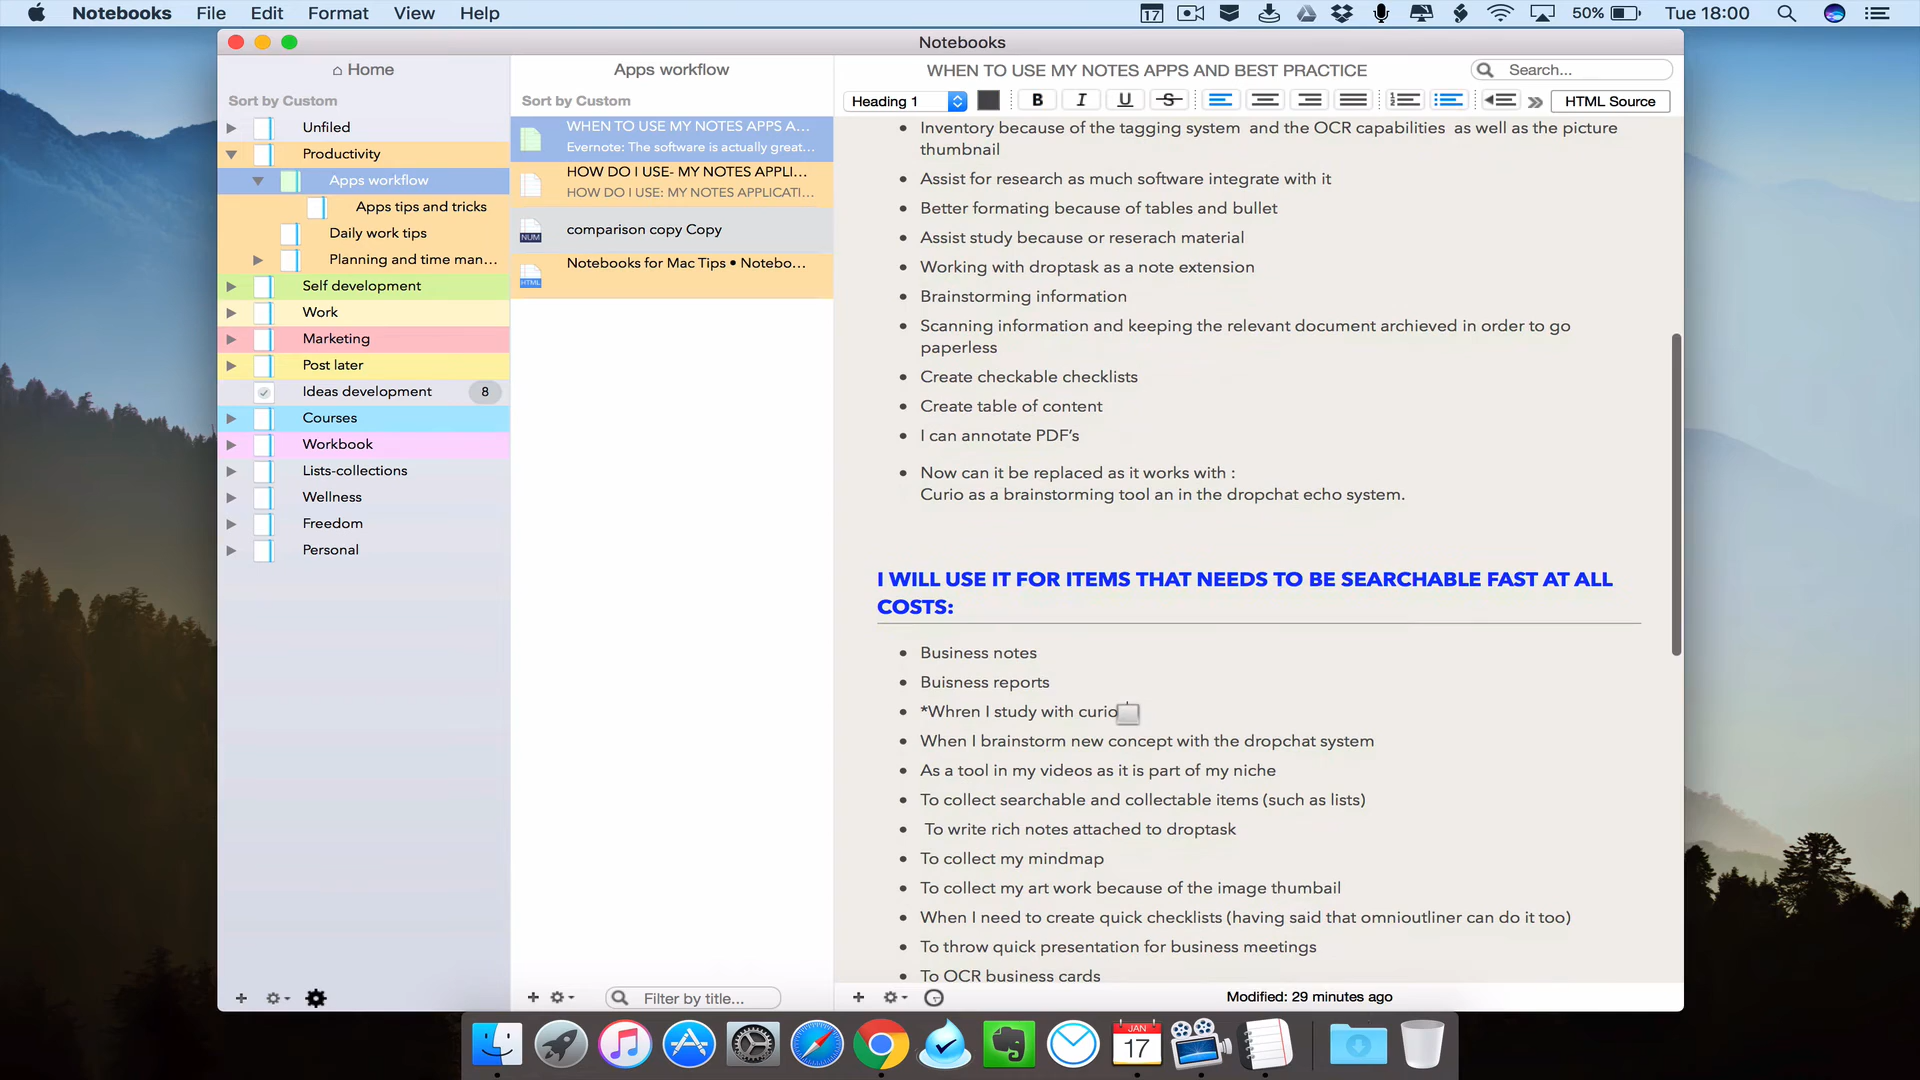 Notebooks File Edit Format View Help
17 50% Tue 18:00
Notebooks
Home
Sort by Custom
Unfiled
Productivity
Apps workflow
Apps tips and tricks
Daily work tips
Planning and time man...
Self development
Work
Marketing
Post later
Ideas development 8
Courses
Workbook
Lists-collections
Wellness
Freedom
Personal
Apps workflow
Sort by Custom
WHEN TO USE MY NOTES APPS A...
Evernote: The software is actually great...
HOW DO I USE- MY NOTES APPLI...
HOW DO I USE: MY NOTES APPLICATI...
NUM
comparison copy Copy
Notebooks for Mac Tips • Notebo...
HTML
Filter by title...
WHEN TO USE MY NOTES APPS AND BEST PRACTICE
Search...
Heading 1 B I U S HTML Source
• Inventory because of the tagging system  and the OCR capabilities  as well as the picture
thumbnail
• Assist for research as much software integrate with it
• Better formating because of tables and bullet
• Assist study because or reserach material
• Working with droptask as a note extension
• Brainstorming information
• Scanning information and keeping the relevant document archieved in order to go
paperless
• Create checkable checklists
• Create table of content
• I can annotate PDF's
• Now can it be replaced as it works with :
Curio as a brainstorming tool an in the dropchat echo system.
I WILL USE IT FOR ITEMS THAT NEEDS TO BE SEARCHABLE FAST AT ALL
COSTS:
• Business notes
• Buisness reports
• *Whren I study with curio
• When I brainstorm new concept with the dropchat system
• As a tool in my videos as it is part of my niche
• To collect searchable and collectable items (such as lists)
• To write rich notes attached to droptask
• To collect my mindmap
• To collect my art work because of the image thumbail
• When I need to create quick checklists (having said that omnioutliner can do it too)
• To throw quick presentation for business meetings
• To OCR business cards
Modified: 29 minutes ago
JAN
17